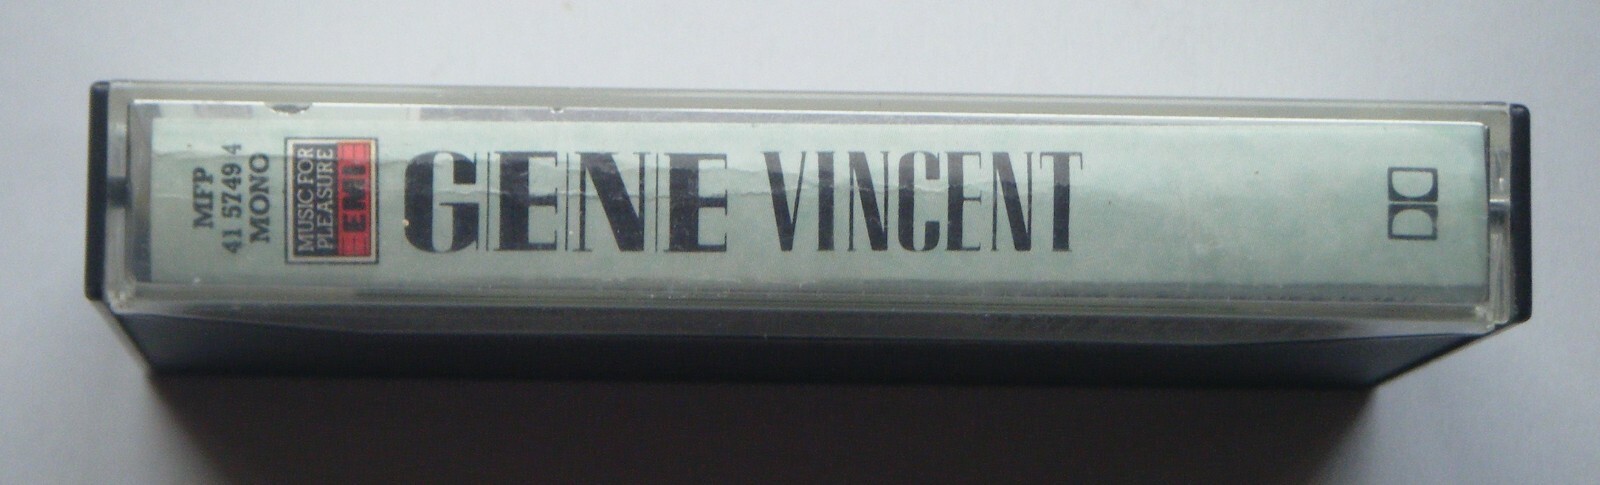 MFP
41 5749 4
MONO
MUSIC FOR
PLEASURE
EMI
GENE VINCENT